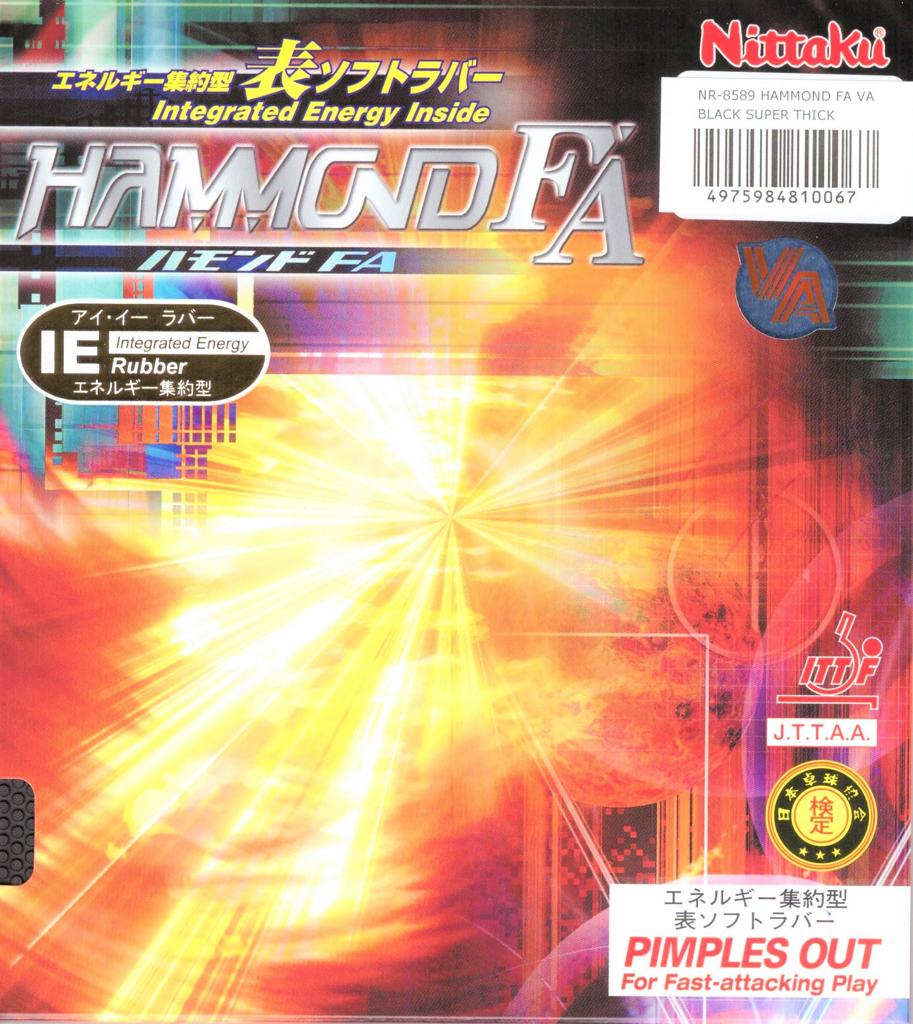 Nittaku
エネルギー集約型 表ソフトラバー
Integrated Energy Inside
NR-8589 HAMMOND FA VA
BLACK SUPER THICK
4975984810067
HAMMOND FA
ハモンド FA
VA
アイ・イー ラバー
IE Integrated Energy
Rubber
エネルギー集約型
ITTF
J.T.T.A.A.
日本卓球協会
検定
エネルギー集約型
表ソフトラバー
PIMPLES OUT
For Fast-attacking Play